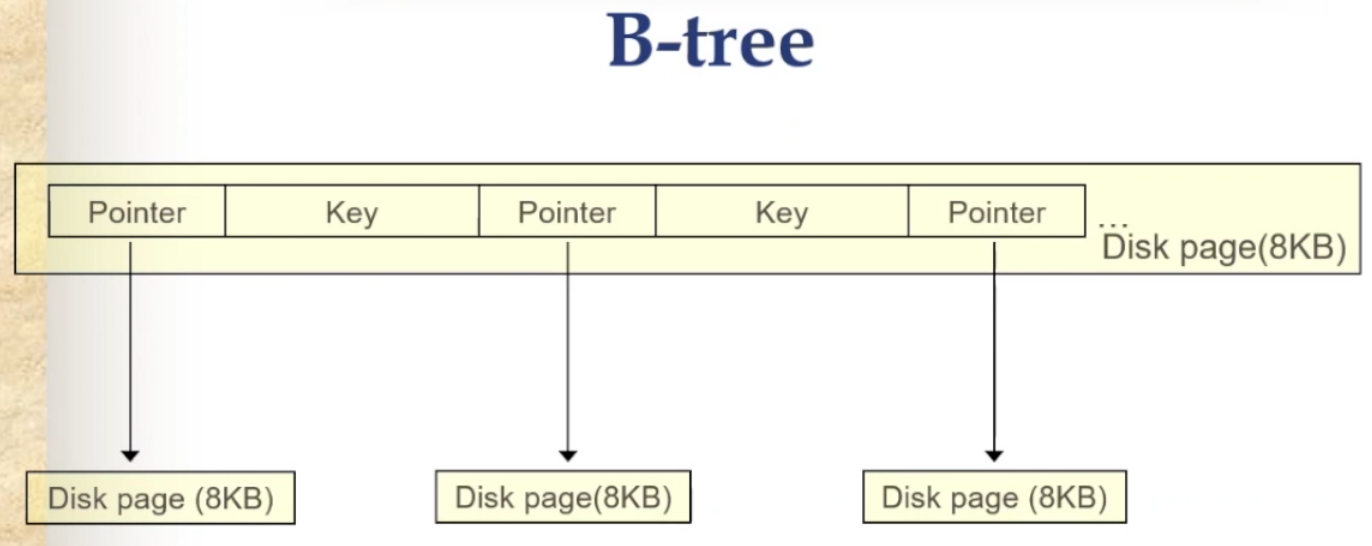 B-tree
Pointer Key Pointer Key Pointer ...
Disk page(8KB)
Disk page (8KB) Disk page(8KB) Disk page (8KB)